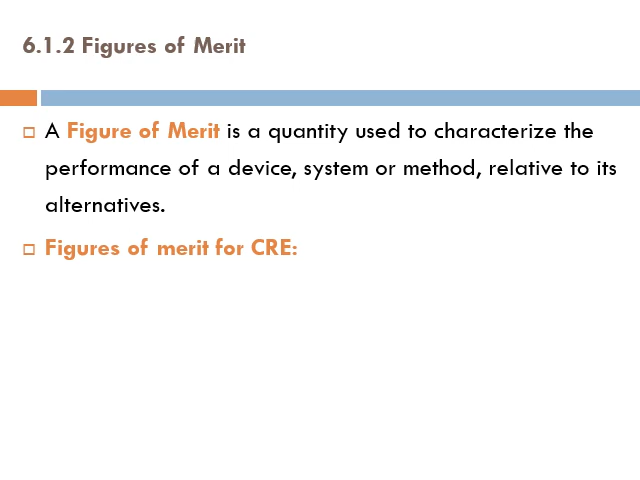 6.1.2 Figures of Merit
A Figure of Merit is a quantity used to characterize the
performance of a device, system or method, relative to its
alternatives.
Figures of merit for CRE: